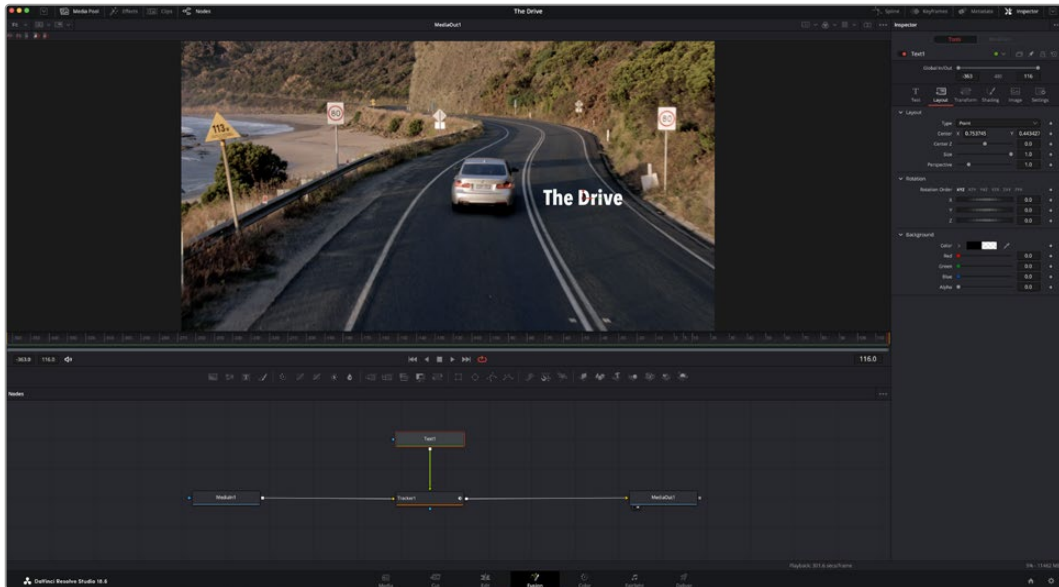 Media Pool Effects Clips Nodes The Drive Spline Keyframes Metadata Inspector
MediaOut1 Inspector
Text1
Text1
Global In/Out
-363 116
Text Layout Transform Shading Image Settings
Layout
Type Point
Center X 0.753745 Y 0.443427
Center Z 0.0
Size 1.0
Perspective 1.0
Rotation
Rotation Order
X 0.0
Y 0.0
Z 0.0
Background
Color
Red 0.0
Green 0.0
Blue 0.0
Alpha 0.0
80
80
The Drive
-363.0 116.0 116.0
Nodes
Text1
MediaIn1 Tracker1 MediaOut1
DaVinci Resolve Studio 18.6
Media Cut Edit Fusion Color Fairlight Deliver